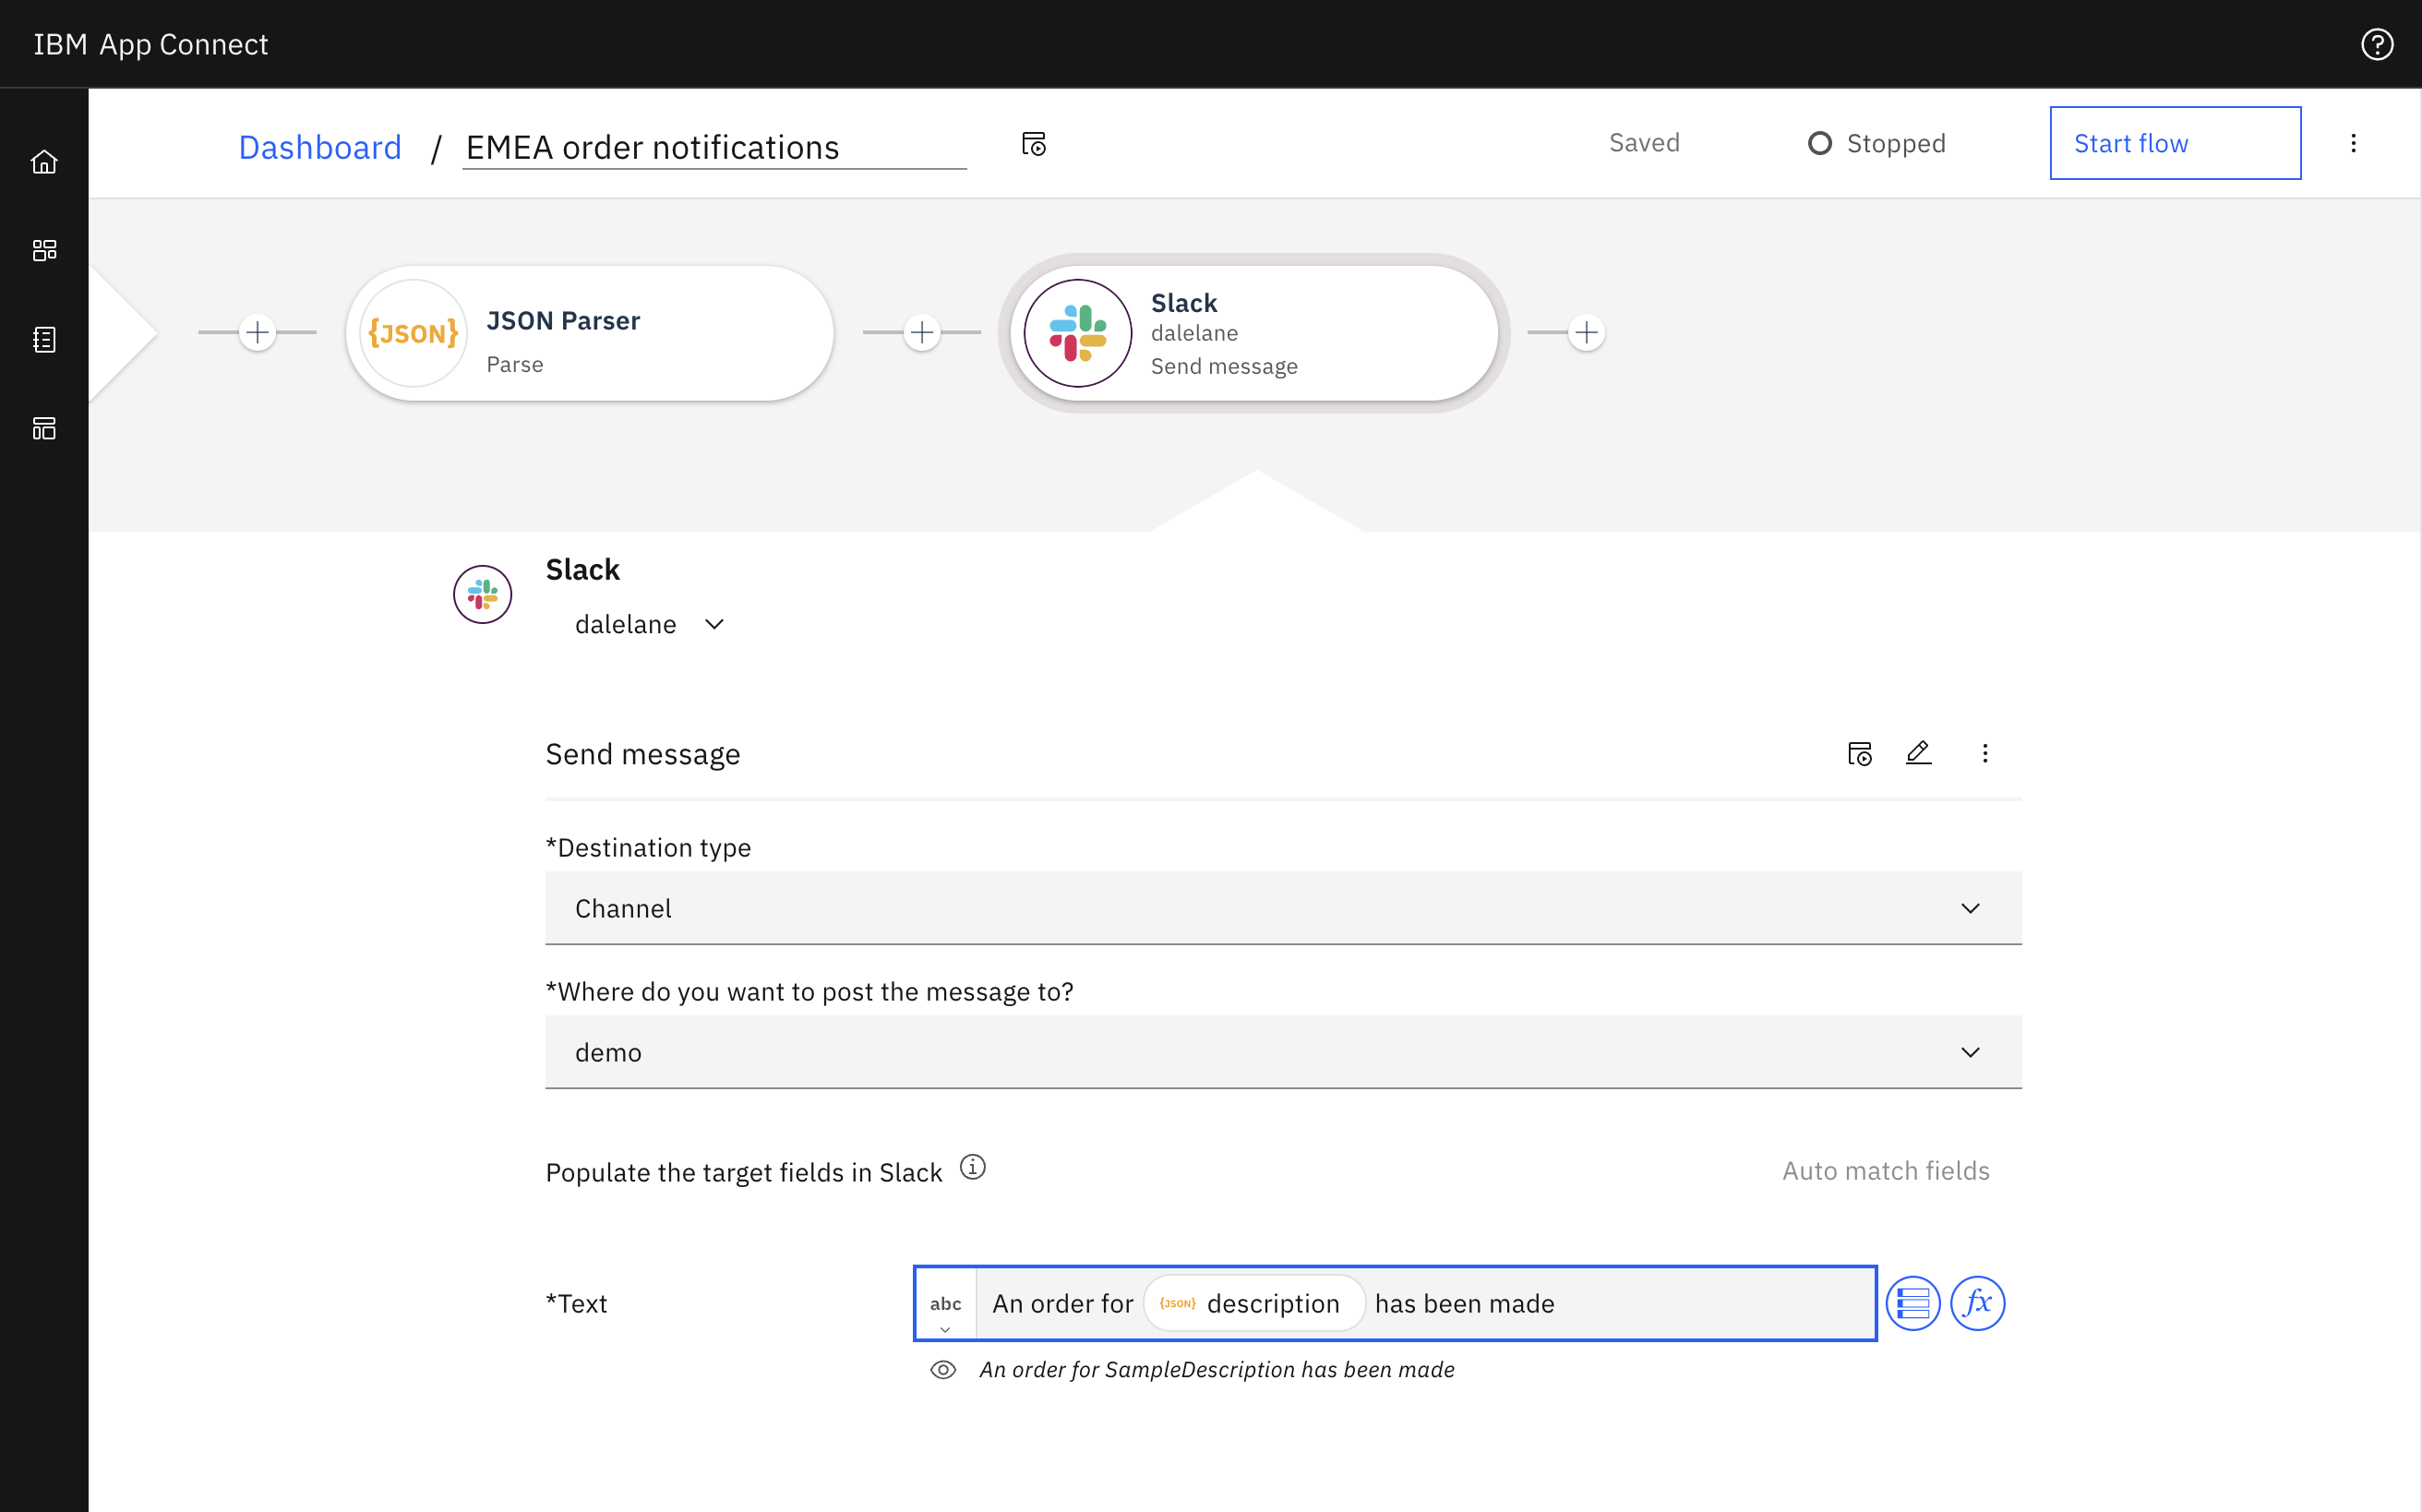 IBM App Connect
Dashboard / EMEA order notifications
Saved
Stopped
Start flow
{JSON}
JSON Parser
Parse
Slack
dalelane
Send message
Slack
dalelane
Send message
*Destination type
Channel
*Where do you want to post the message to?
demo
Populate the target fields in Slack
Auto match fields
*Text
abc
An order for {JSON} description has been made
fx
An order for SampleDescription has been made